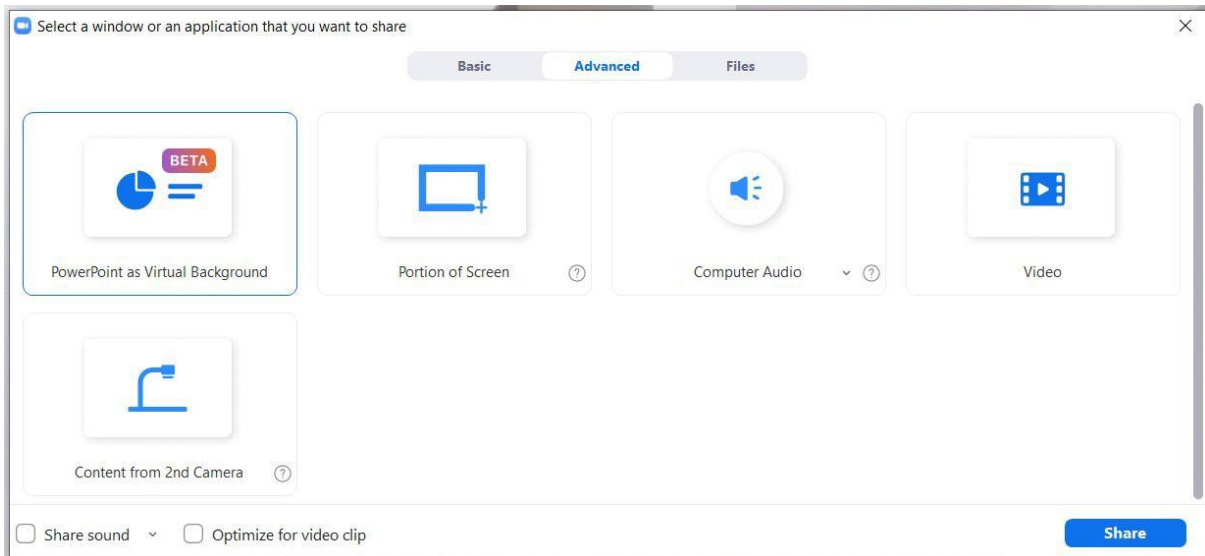 Select a window or an application that you want to share
Basic Advanced Files
BETA
PowerPoint as Virtual Background
Portion of Screen ?
Computer Audio ?
Video
Content from 2nd Camera ?
Share sound Optimize for video clip Share